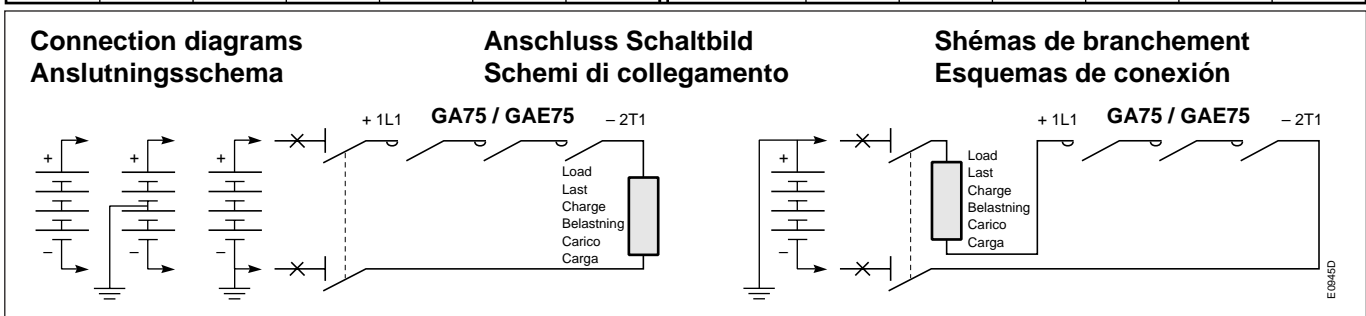 Connection diagrams
Anslutningsschema
Anschluss Schaltbild
Schemi di collegamento
Shémas de branchement
Esquemas de conexión
+ 1L1
GA75 / GAE75
– 2T1
+
+
+
–
–
–
Load
Last
Charge
Belastning
Carico
Carga
+ 1L1
GA75 / GAE75
– 2T1
+
–
Load
Last
Charge
Belastning
Carico
Carga
E0945D